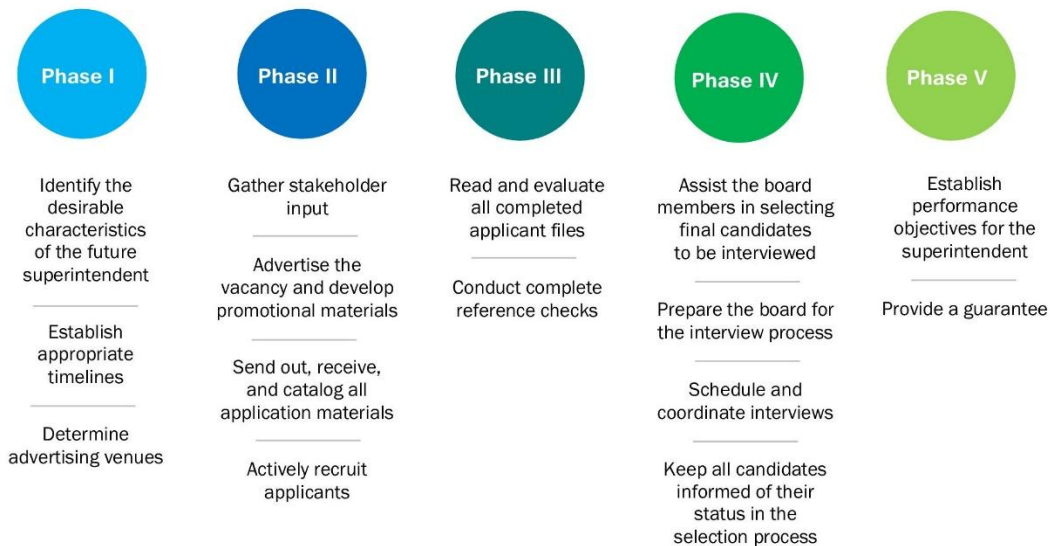 Phase I
Identify the
desirable
characteristics
of the future
superintendent
Establish
appropriate
timelines
Determine
advertising venues
Phase II
Gather stakeholder
input
Advertise the
vacancy and develop
promotional materials
Send out, receive,
and catalog all
application materials
Actively recruit
applicants
Phase III
Read and evaluate
all completed
applicant files
Conduct complete
reference checks
Phase IV
Assist the board
members in selecting
final candidates
to be interviewed
Prepare the board for
the interview process
Schedule and
coordinate interviews
Keep all candidates
informed of their
status in the
selection process
Phase V
Establish
performance
objectives for the
superintendent
Provide a guarantee